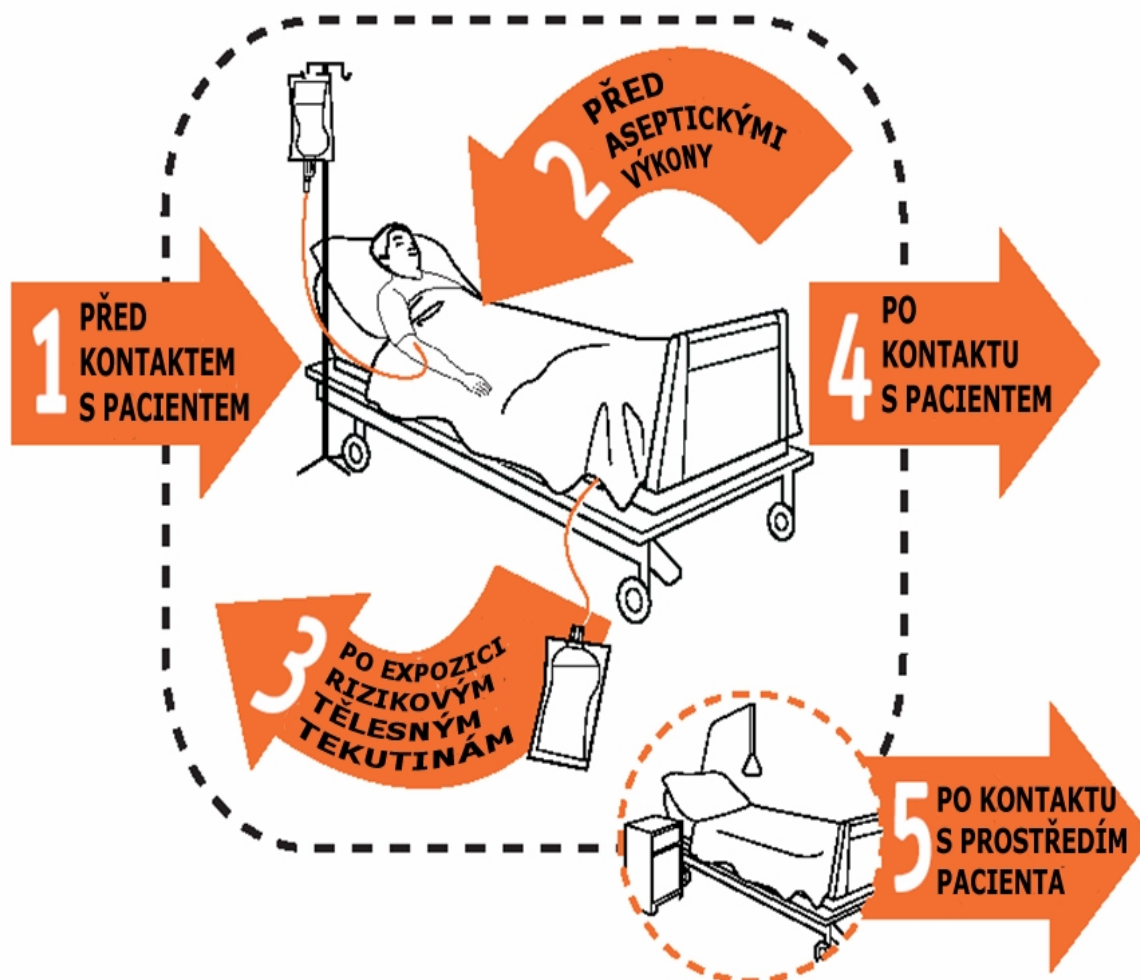 1
PŘED
KONTAKTEM
S PACIENTEM
2
PŘED
ASEPTICKÝMI
VÝKONY
3
PO EXPOZICI
RIZIKOVÝM
TĚLESNÝM
TEKUTINÁM
4
PO
KONTAKTU
S PACIENTEM
5
PO KONTAKTU
S PROSTŘEDÍM
PACIENTA